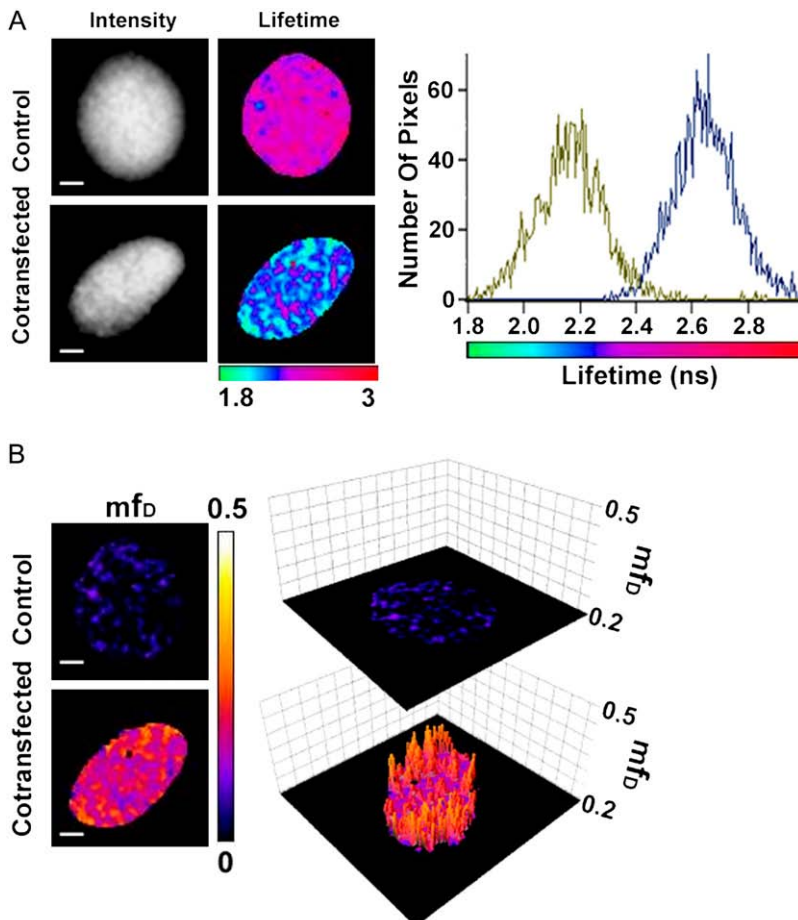 A
Intensity
Lifetime
Control
Cotransfected
1.8
3
Number Of Pixels
60
40
20
0
1.8
2.0
2.2
2.4
2.6
2.8
Lifetime (ns)
B
mfD
0.5
0
Control
Cotransfected
0.5
mfD
0.2
0.5
mfD
0.2